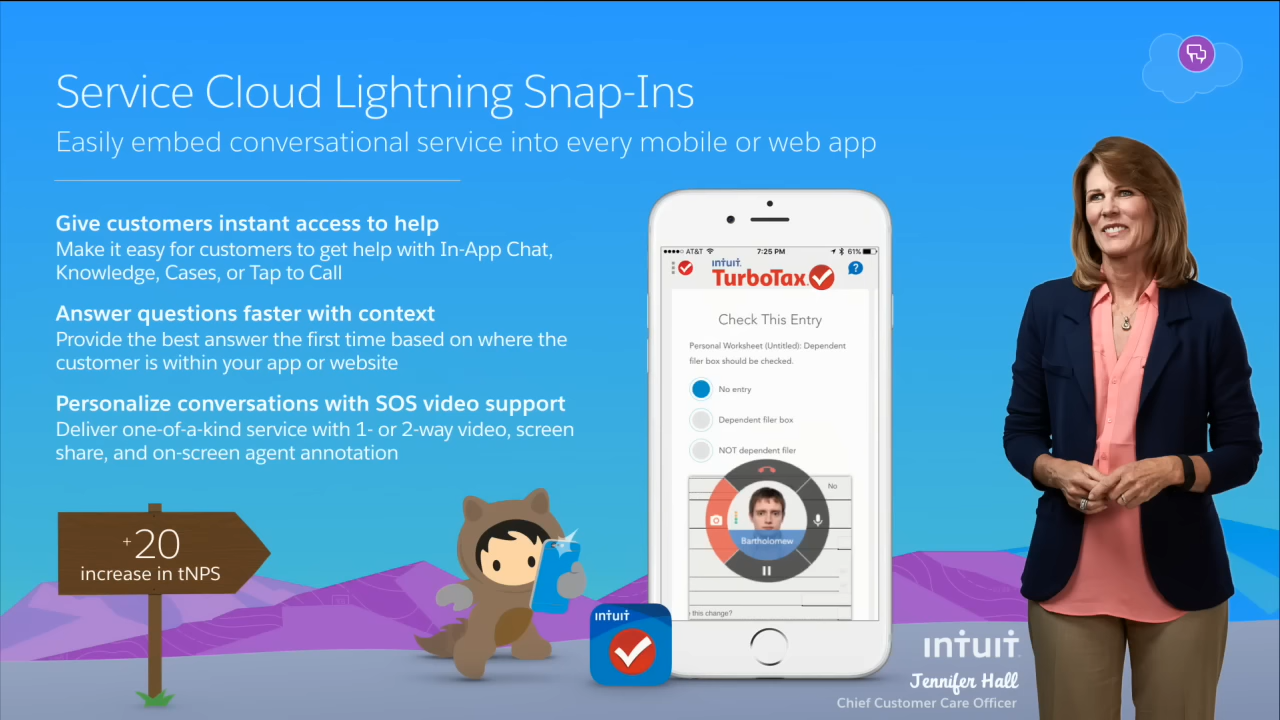 Service Cloud Lightning Snap-Ins
Easily embed conversational service into every mobile or web app
Give customers instant access to help
Make it easy for customers to get help with In-App Chat,
Knowledge, Cases, or Tap to Call
Answer questions faster with context
Provide the best answer the first time based on where the
customer is within your app or website
Personalize conversations with SOS video support
Deliver one-of-a-kind service with 1- or 2-way video, screen
share, and on-screen agent annotation
+20
increase in tNPS
AT&T 7:25 PM 61%
intuit
TurboTax
?
Check This Entry
Personal Worksheet (Untitled): Dependent
filer box should be checked.
No entry
Dependent filer box
NOT dependent filer
No
Bartholomew
this change?
intuit
intuit
Jennifer Hall
Chief Customer Care Officer